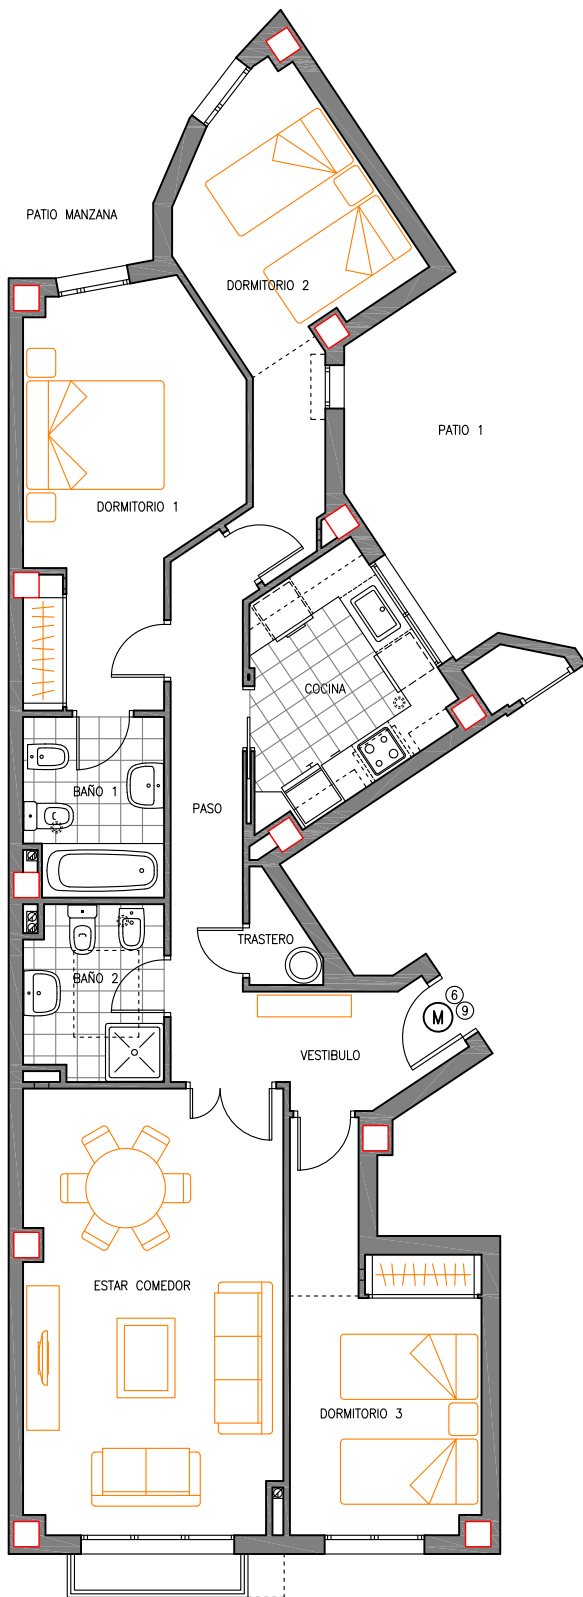 PATIO MANZANA
DORMITORIO 2
PATIO 1
DORMITORIO 1
COCINA
BAÑO 1
PASO
TRASTERO
BAÑO 2
6
9
M
VESTIBULO
ESTAR COMEDOR
DORMITORIO 3